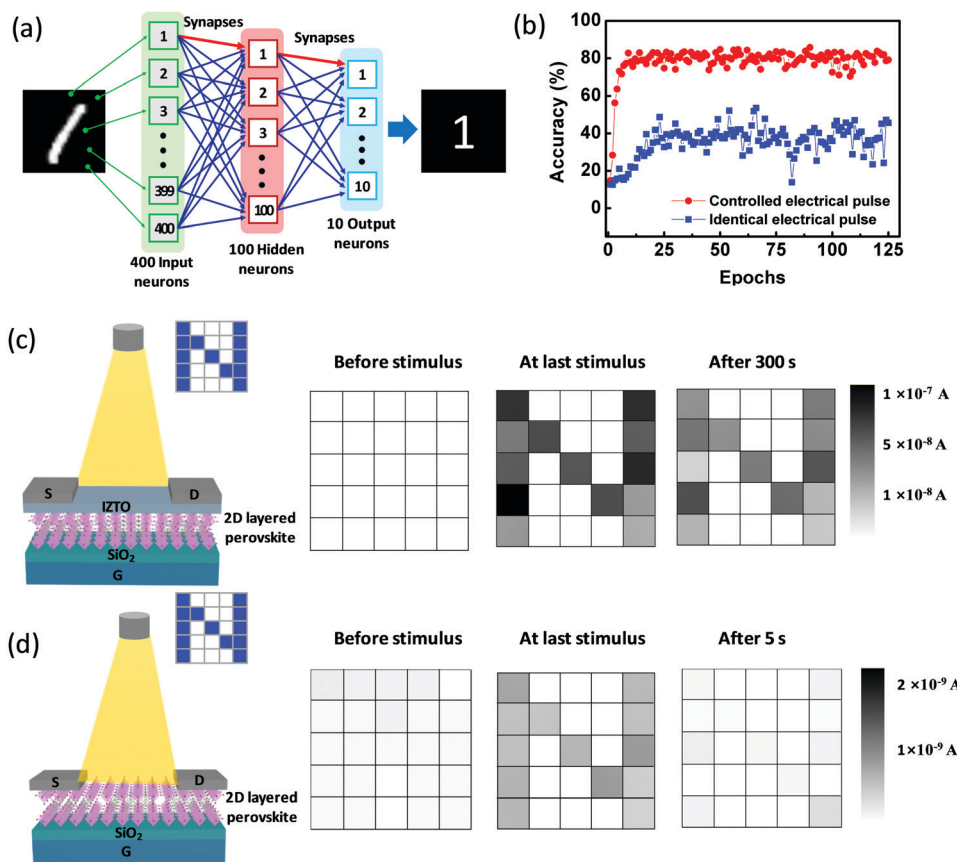 (a)
Synapses
Synapses
1
2
3
399
400
1
2
3
100
1
2
10
1
400 Input
neurons
100 Hidden
neurons
10 Output
neurons
(b)
Accuracy (%)
100
80
60
40
20
0
Controlled electrical pulse
Identical electrical pulse
0 25 50 75 100 125
Epochs
(c)
S
D
IZTO
2D layered
perovskite
SiO₂
G
Before stimulus
At last stimulus
After 300 s
1 ×10⁻⁷ A
5 ×10⁻⁸ A
1 ×10⁻⁸ A
(d)
S
D
2D layered
perovskite
SiO₂
G
Before stimulus
At last stimulus
After 5 s
2 ×10⁻⁹ A
1×10⁻⁹ A